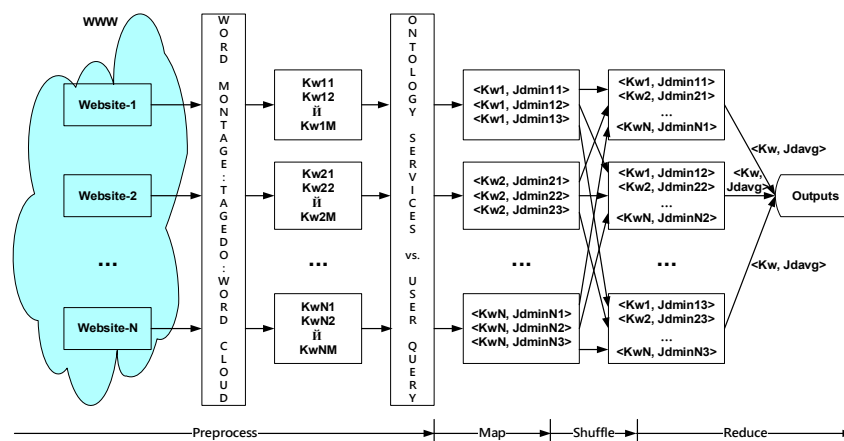 WWW
Website-1
Website-2
...
Website-N
WORD MONTAGE:TAGEDO:WORD CLOUD
Kw11
Kw12
й
Kw1M
Kw21
Kw22
й
Kw2M
...
KwN1
KwN2
й
KwNM
ONTOLOGY SERVICES vs. USER QUERY
<Kw1, Jdmin11>
<Kw1, Jdmin12>
<Kw1, Jdmin13>
<Kw2, Jdmin21>
<Kw2, Jdmin22>
<Kw2, Jdmin23>
...
<KwN, JdminN1>
<KwN, JdminN2>
<KwN, JdminN3>
<Kw1, Jdmin11>
<Kw2, Jdmin21>
...
<KwN, JdminN1>
<Kw1, Jdmin12>
<Kw2, Jdmin22>
...
<KwN, JdminN2>
...
<Kw1, Jdmin13>
<Kw2, Jdmin23>
...
<KwN, JdminN3>
<Kw, Jdavg>
<Kw,
Jdavg>
<Kw, Jdavg>
Outputs
Preprocess
Map
Shuffle
Reduce